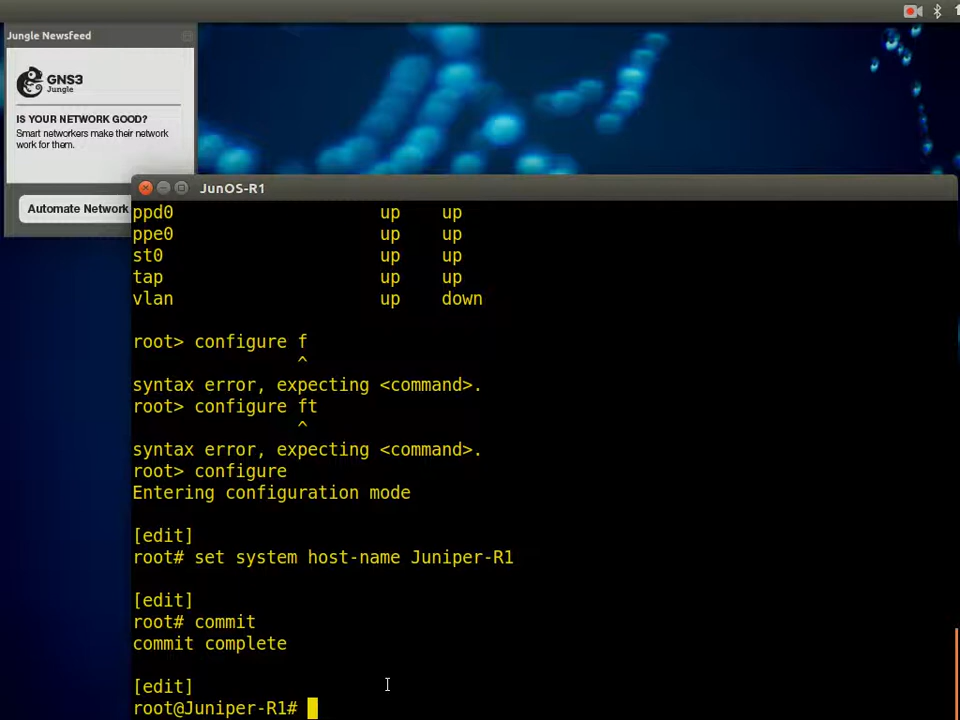 Jungle Newsfeed
GNS3
Jungle
IS YOUR NETWORK GOOD?
Smart networkers make their network
work for them.
Automate Network
JunOS-R1
ppd0 up up
ppe0 up up
st0 up up
tap up up
vlan up down
root> configure f
^
syntax error, expecting <command>.
root> configure ft
^
syntax error, expecting <command>.
root> configure
Entering configuration mode
[edit]
root# set system host-name Juniper-R1
[edit]
root# commit
commit complete
[edit]
root@Juniper-R1#